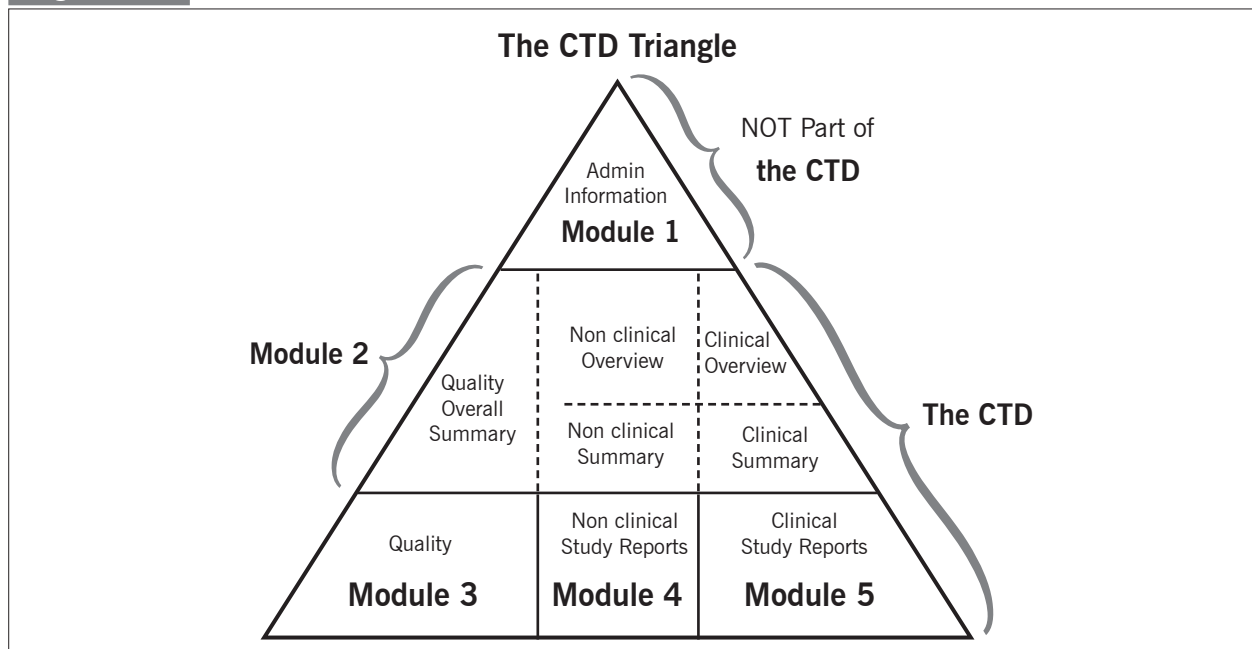 The CTD Triangle
NOT Part of
the CTD
Admin
Information
Module 1
Module 2
Quality
Overall
Summary
Non clinical
Overview
Clinical
Overview
Non clinical
Summary
Clinical
Summary
The CTD
Quality
Module 3
Non clinical
Study Reports
Module 4
Clinical
Study Reports
Module 5